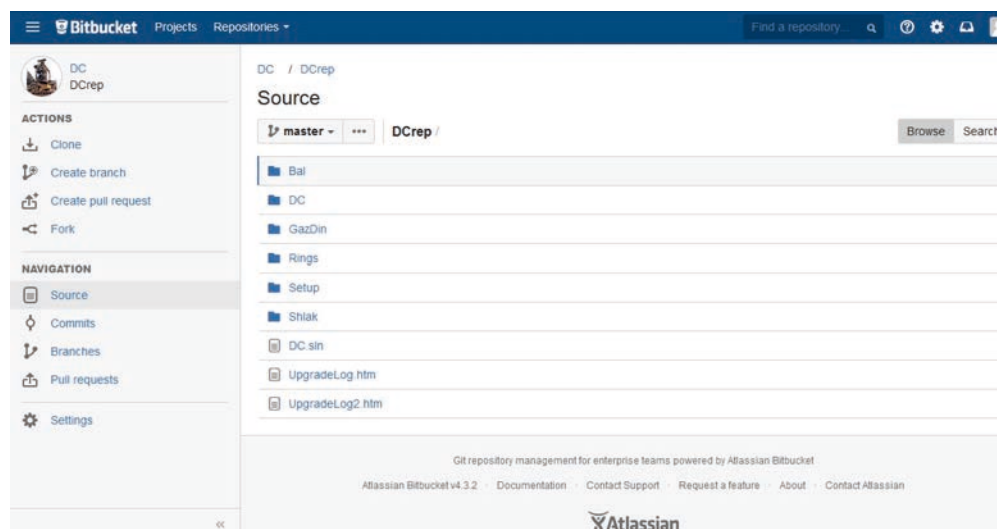 Bitbucket Projects Repositories Find a repository...
DC
DCrep
ACTIONS
Clone
Create branch
Create pull request
Fork
NAVIGATION
Source
Commits
Branches
Pull requests
Settings
DC / DCrep
Source
master DCrep / Browse Search
Bal
DC
GazDin
Rings
Setup
Shlak
DC.sln
UpgradeLog.htm
UpgradeLog2.htm
Git repository management for enterprise teams powered by Atlassian Bitbucket
Atlassian Bitbucket v4.3.2 · Documentation · Contact Support · Request a feature · About · Contact Atlassian
Atlassian